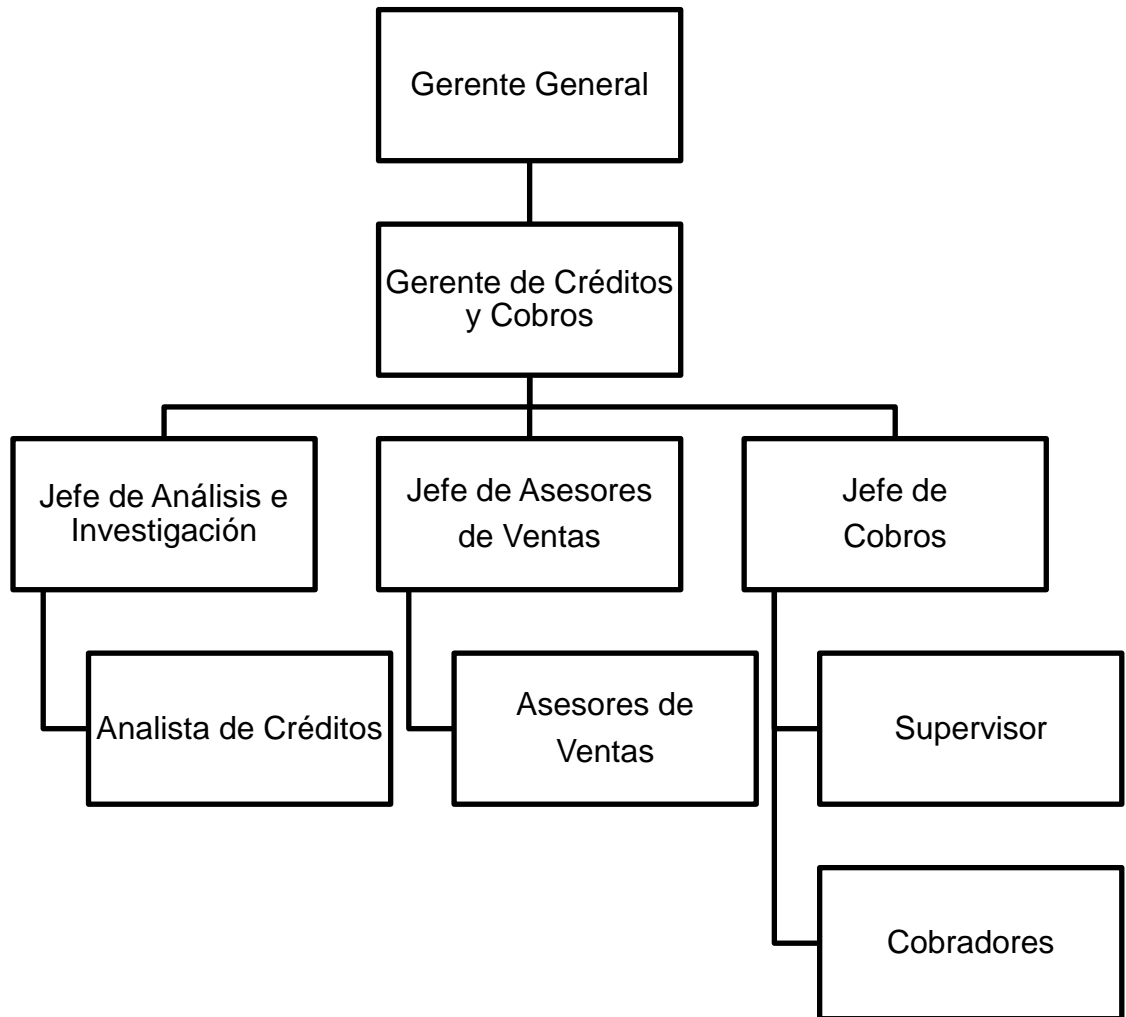 Gerente General
Gerente de Créditos
y Cobros
Jefe de Análisis e
Investigación
Jefe de Asesores
de Ventas
Jefe de
Cobros
Analista de Créditos
Asesores de
Ventas
Supervisor
Cobradores